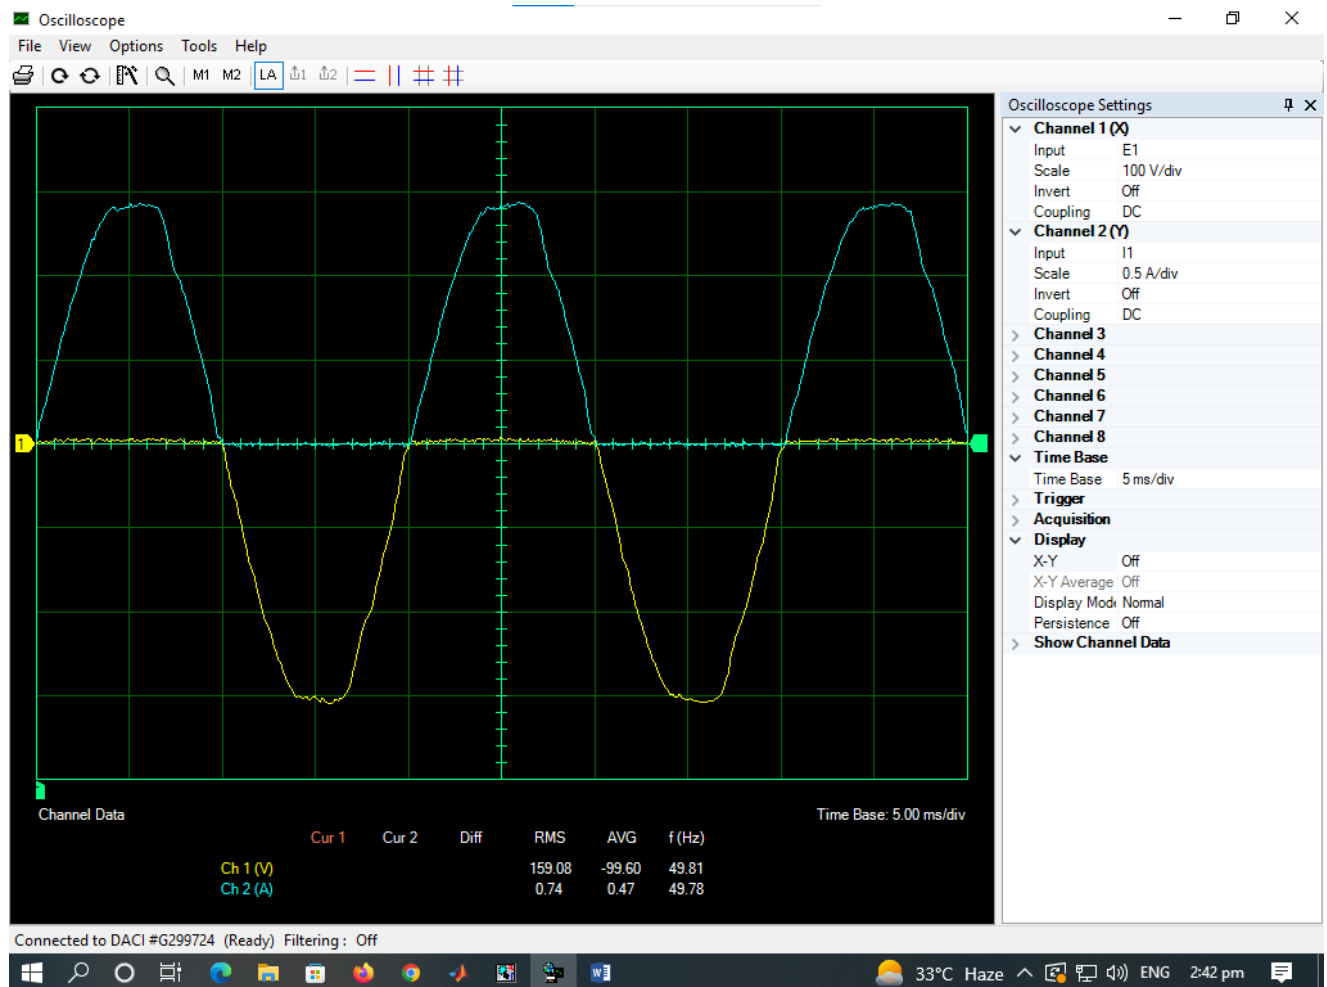 Oscilloscope
File View Options Tools Help
M1 M2 LA 1 2
Oscilloscope Settings
Channel 1 (X)
Input E1
Scale 100 V/div
Invert Off
Coupling DC
Channel 2 (Y)
Input I1
Scale 0.5 A/div
Invert Off
Coupling DC
Channel 3
Channel 4
Channel 5
Channel 6
Channel 7
Channel 8
Time Base
Time Base 5 ms/div
Trigger
Acquisition
Display
X-Y Off
X-Y Average Off
Display Mode Normal
Persistence Off
Show Channel Data
1
Channel Data Time Base: 5.00 ms/div
Cur 1 Cur 2 Diff RMS AVG f (Hz)
Ch 1 (V) 159.08 -99.60 49.81
Ch 2 (A) 0.74 0.47 49.78
Connected to DACI #G299724 (Ready) Filtering : Off
33°C Haze ENG 2:42 pm